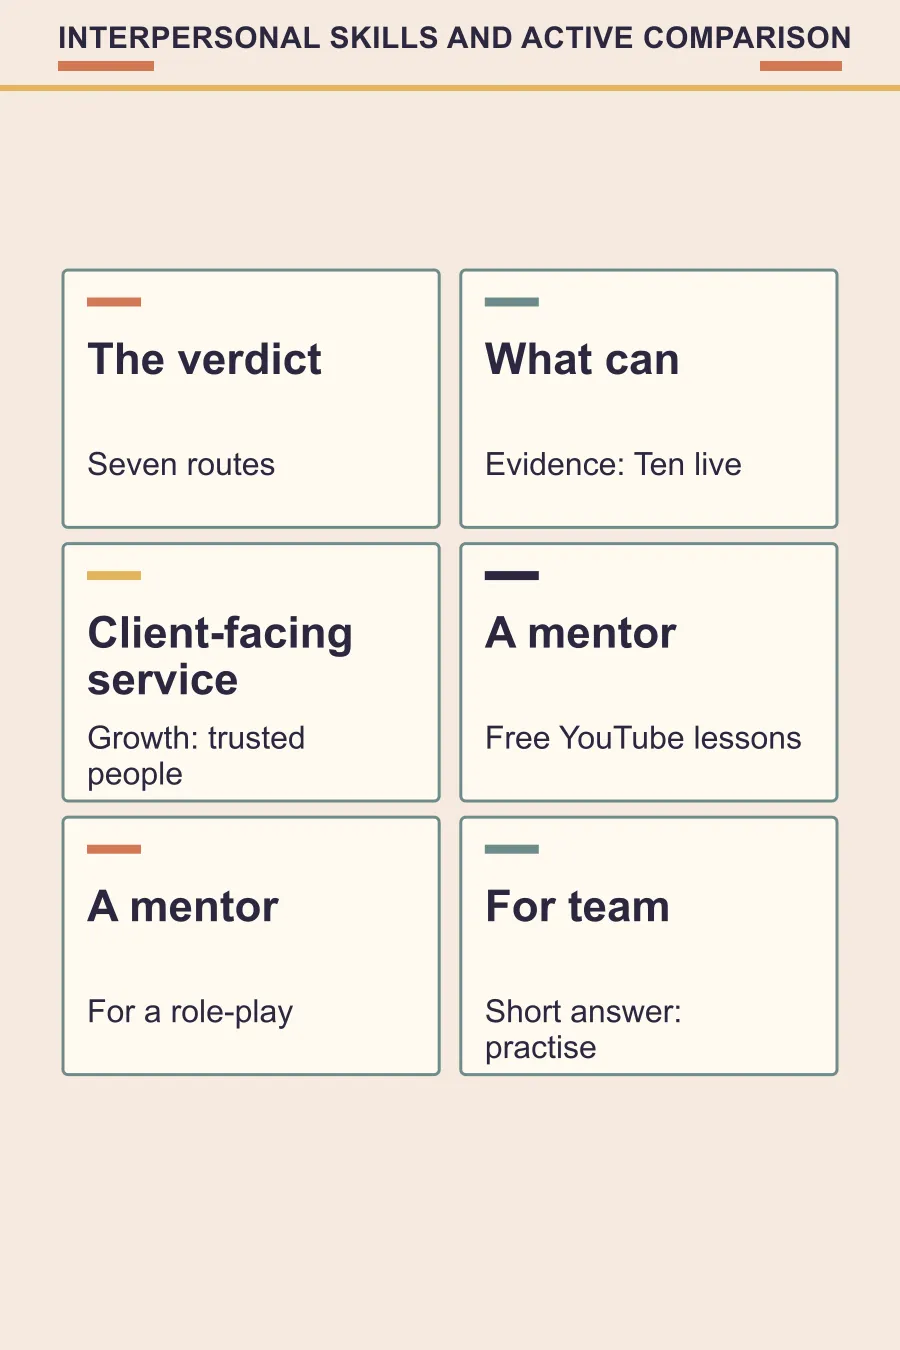 INTERPERSONAL SKILLS AND ACTIVE COMPARISON
The verdict
Seven routes
What can
Evidence: Ten live
Client-facing
service
Growth: trusted
people
A mentor
Free YouTube lessons
A mentor
For a role-play
For team
Short answer:
practise